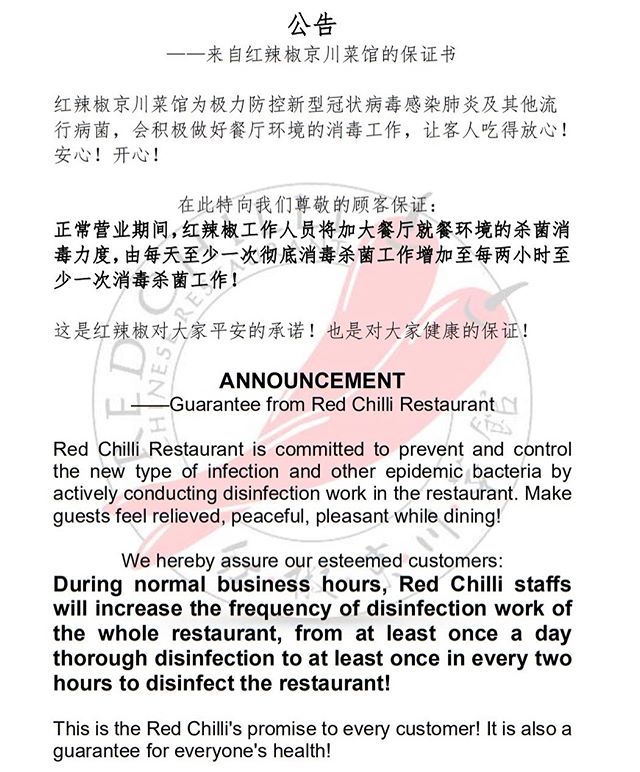 公告
——来自红辣椒京川菜馆的保证书
红辣椒京川菜馆为极力防控新型冠状病毒感染肺炎及其他流
行病菌，会积极做好餐厅环境的消毒工作，让客人吃得放心！
安心！开心！
在此特向我们尊敬的顾客保证：
正常营业期间，红辣椒工作人员将加大餐厅就餐环境的杀菌消
毒力度，由每天至少一次彻底消毒杀菌工作增加至每两小时至
少一次消毒杀菌工作！
这是红辣椒对大家平安的承诺！也是对大家健康的保证！
ANNOUNCEMENT
——Guarantee from Red Chilli Restaurant
Red Chilli Restaurant is committed to prevent and control
the new type of infection and other epidemic bacteria by
actively conducting disinfection work in the restaurant. Make
guests feel relieved, peaceful, pleasant while dining!
We hereby assure our esteemed customers:
During normal business hours, Red Chilli staffs
will increase the frequency of disinfection work of
the whole restaurant, from at least once a day
thorough disinfection to at least once in every two
hours to disinfect the restaurant!
This is the Red Chilli's promise to every customer! It is also a
guarantee for everyone's health!
RED CHILLI
CHINESE RESTAURANT